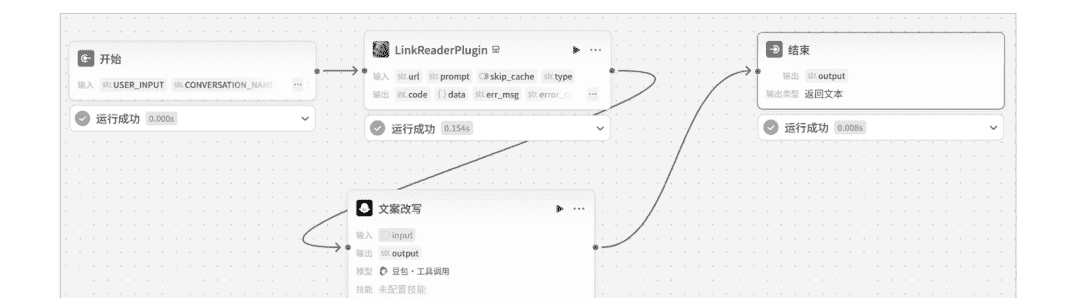 开始
输入 str. USER_INPUT str. CONVERSATION_NAME ...
运行成功 0.000s
LinkReaderPlugin ...
输入 str. url str. prompt skip_cache str. type
输出 int. code {} data str. err_msg str. error_ ...
运行成功 0.154s
结束
输出 str. output
输出类型 返回文本
运行成功 0.008s
文案改写 ...
输入 input
输出 str. output
模型 豆包·工具调用
技能 未配置技能